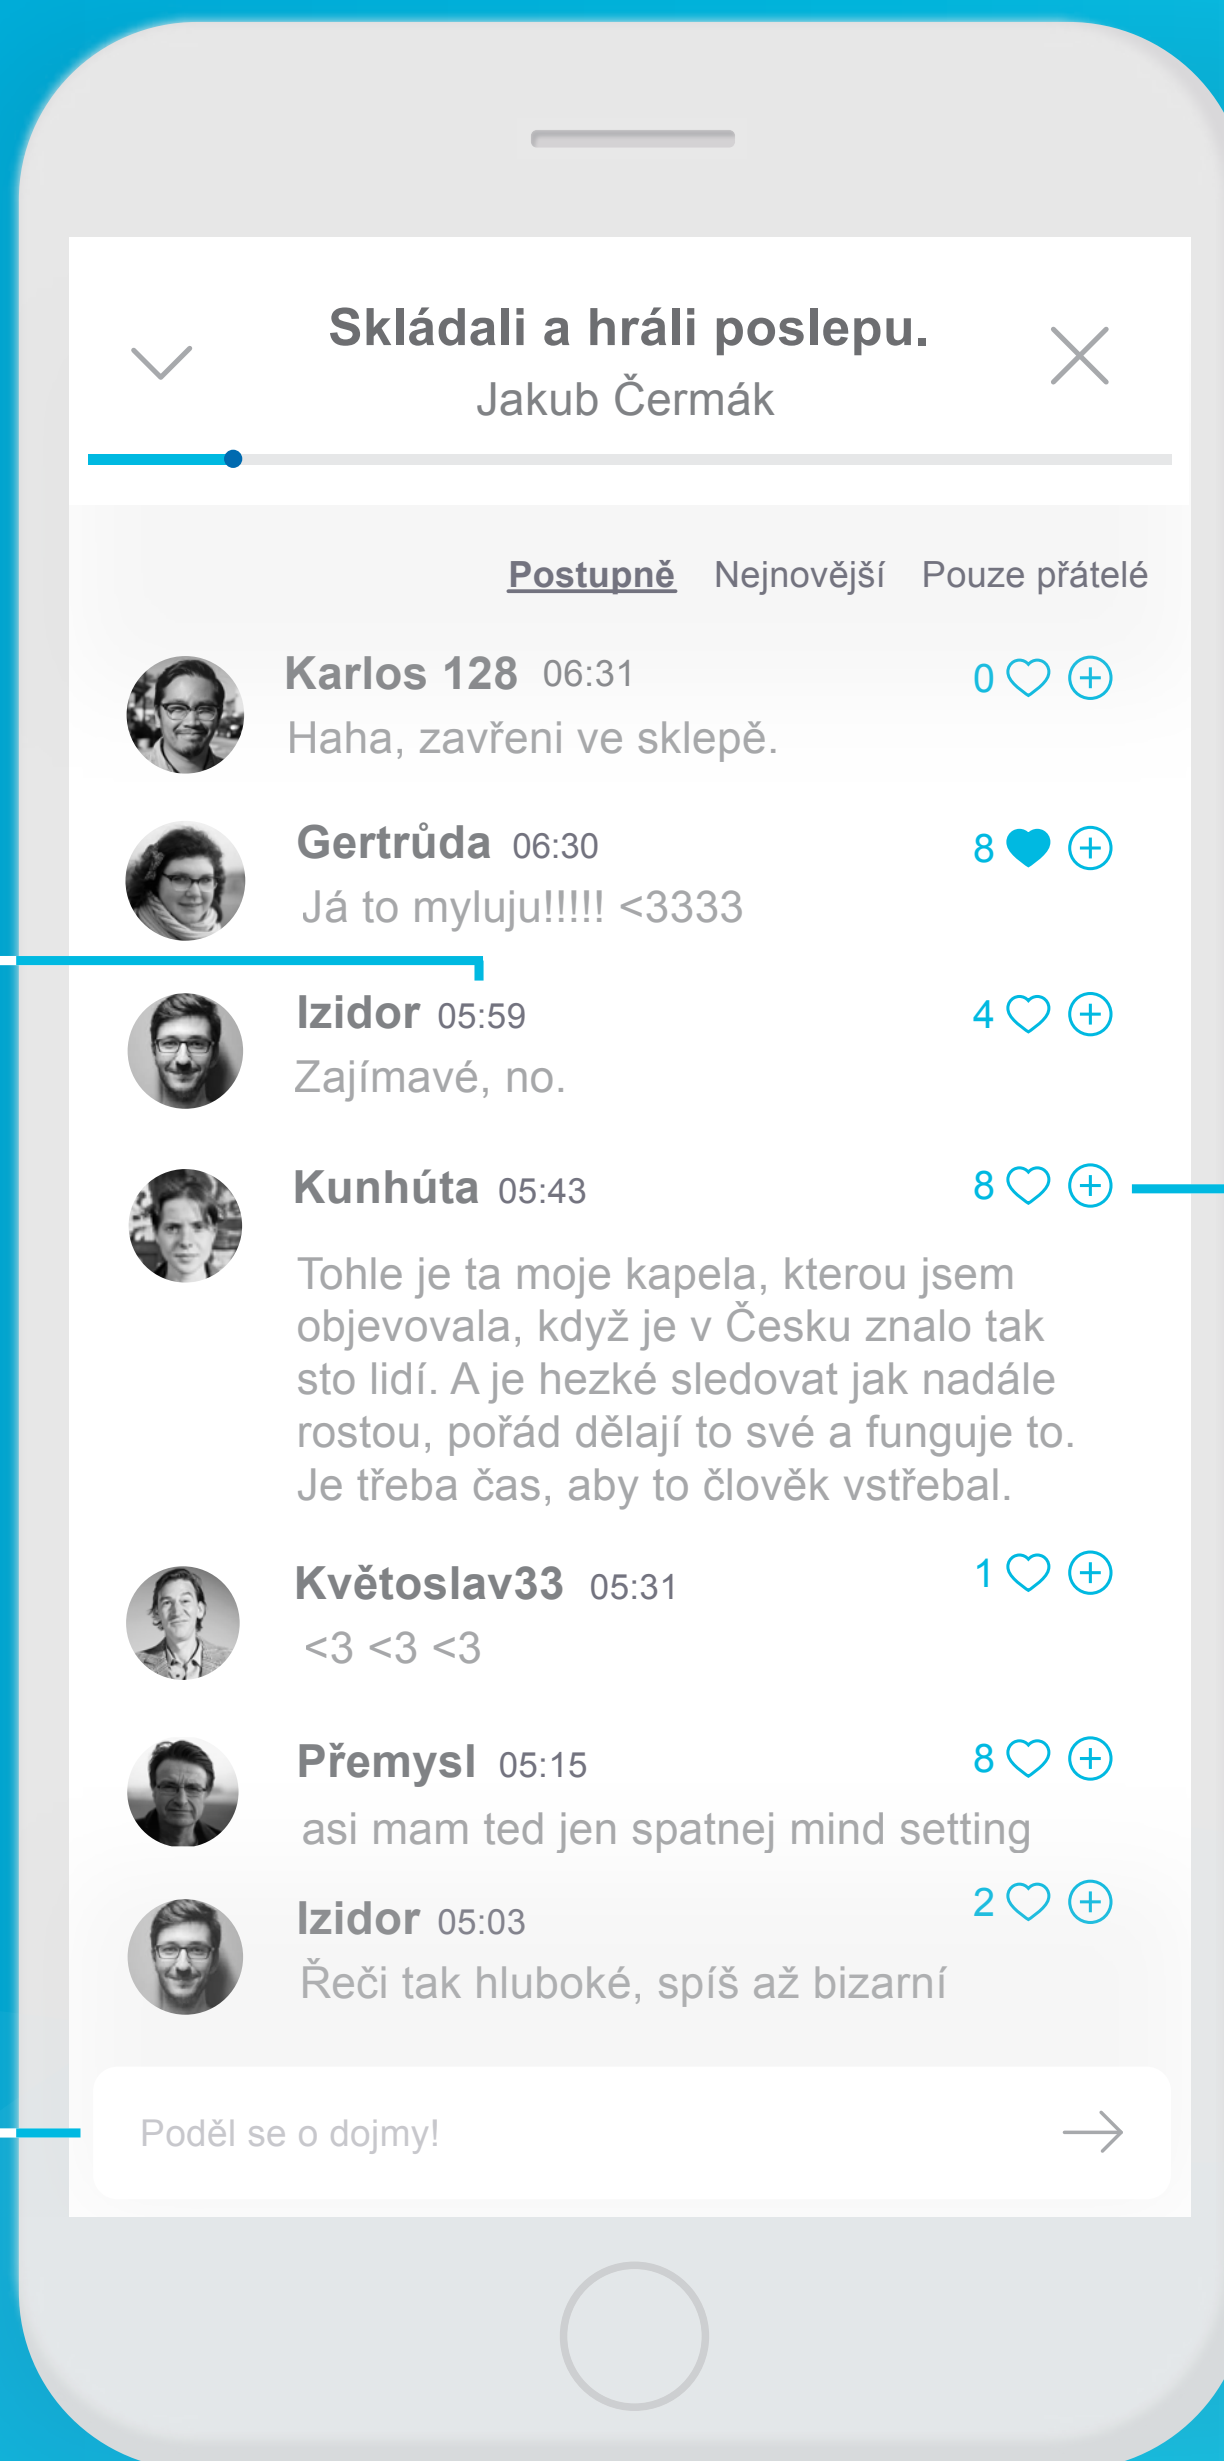 Skládali a hráli poslepu.
Jakub Čermák
Postupně Nejnovější Pouze přátelé
Karlos 128 06:31 0
Haha, zavřeni ve sklepě.
Gertrůda 06:30 8
Já to myluju!!!!! <3333
Izidor 05:59 4
Zajímavé, no.
Kunhúta 05:43 8
Tohle je ta moje kapela, kterou jsem
objevovala, když je v Česku znalo tak
sto lidí. A je hezké sledovat jak nadále
rostou, pořád dělají to své a funguje to.
Je třeba čas, aby to člověk vstřebal.
Květoslav33 05:31 1
<3 <3 <3
Přemysl 05:15 8
asi mam ted jen spatnej mind setting
Izidor 05:03 2
Řeči tak hluboké, spíš až bizarní
Poděl se o dojmy!